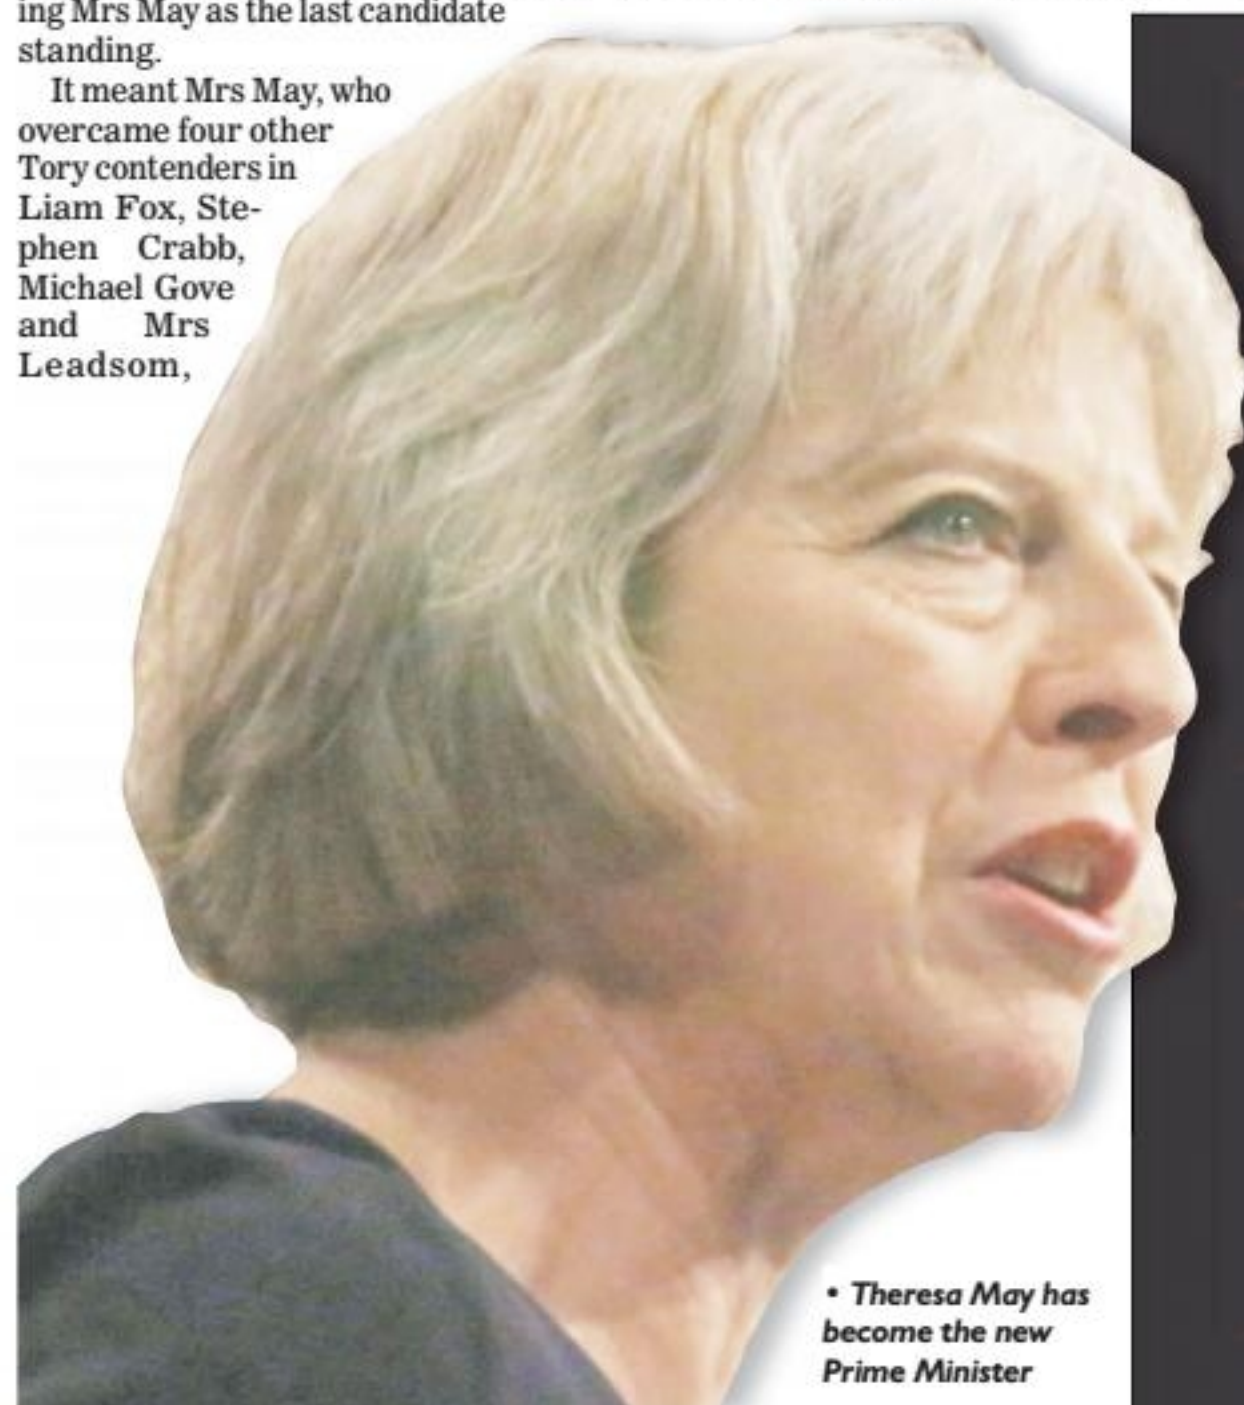 ing Mrs May as the last candidate
standing.
It meant Mrs May, who
overcame four other
Tory contenders in
Liam Fox, Ste-
phen Crabb,
Michael Gove
and Mrs
Leadsom,
• Theresa May has
become the new
Prime Minister